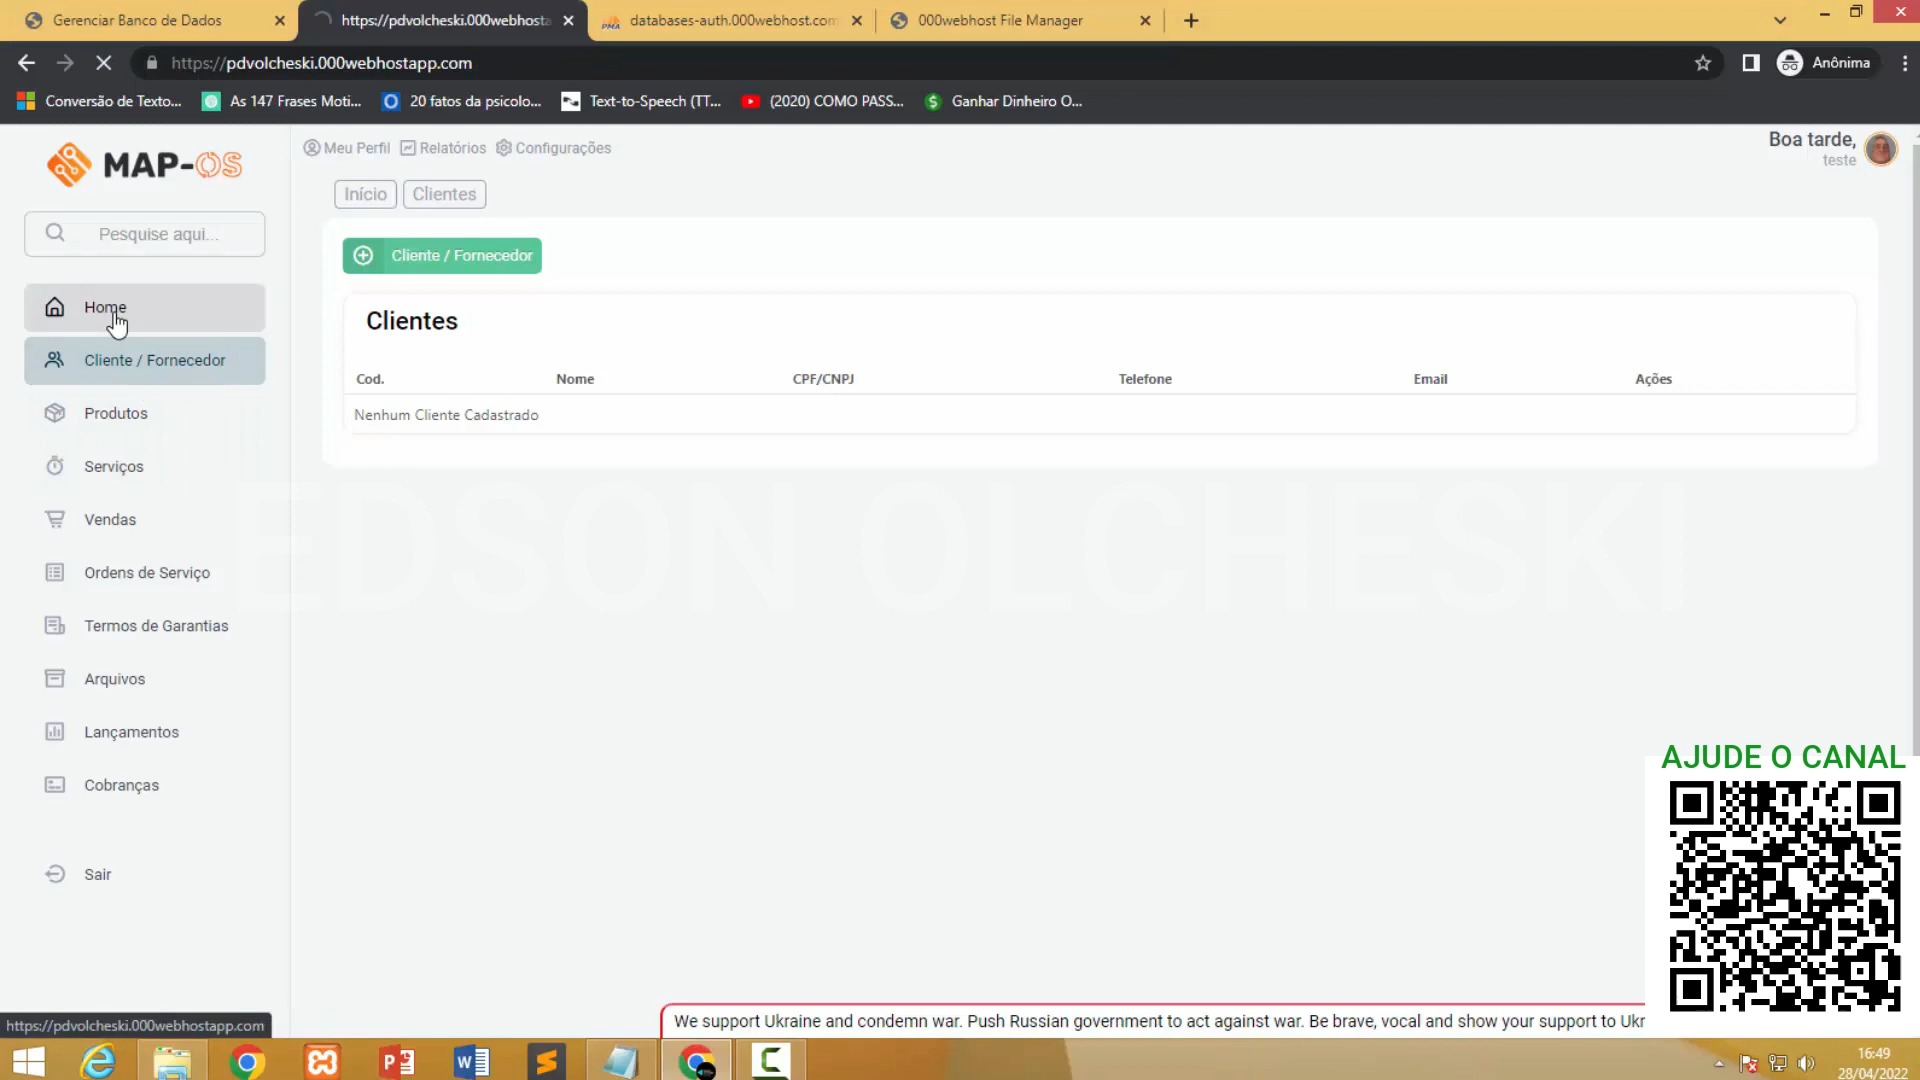 Gerenciar Banco de Dados
https://pdvolcheski.000webhosta
databases-auth.000webhost.com
000webhost File Manager
https://pdvolcheski.000webhostapp.com
Anônima
Conversão de Texto...
As 147 Frases Moti...
20 fatos da psicolo...
Text-to-Speech (TT...
(2020) COMO PASS...
Ganhar Dinheiro O...
MAP-OS
Meu Perfil
Relatórios
Configurações
Boa tarde,
teste
Início
Clientes
Pesquise aqui...
Cliente / Fornecedor
Home
Clientes
Cliente / Fornecedor
Cod. Nome CPF/CNPJ Telefone Email Ações
Produtos
Nenhum Cliente Cadastrado
Serviços
Vendas
EDSON OLCHESKI
Ordens de Serviço
Termos de Garantias
Arquivos
Lançamentos
Cobranças
AJUDE O CANAL
Sair
https://pdvolcheski.000webhostapp.com
We support Ukraine and condemn war. Push Russian government to act against war. Be brave, vocal and show your support to Ukr
16:49
28/04/2022